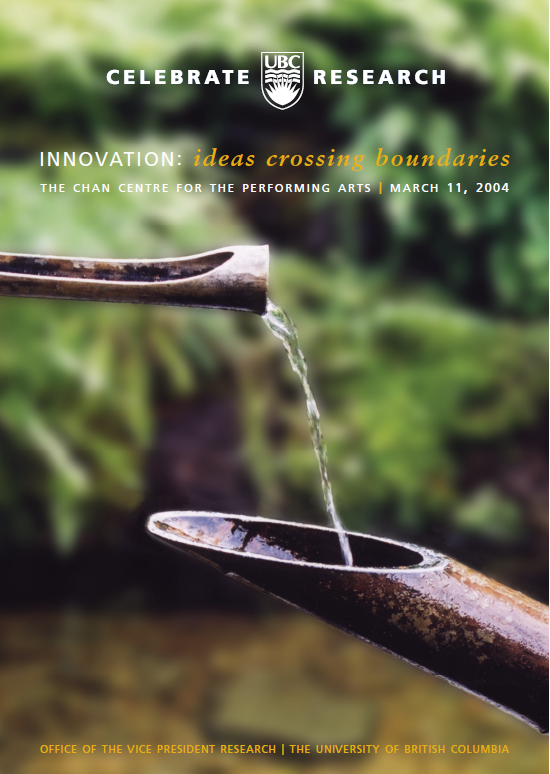 CELEBRATE UBC RESEARCH
INNOVATION: ideas crossing boundaries
THE CHAN CENTRE FOR THE PERFORMING ARTS | MARCH 11, 2004
OFFICE OF THE VICE PRESIDENT RESEARCH | THE UNIVERSITY OF BRITISH COLUMBIA